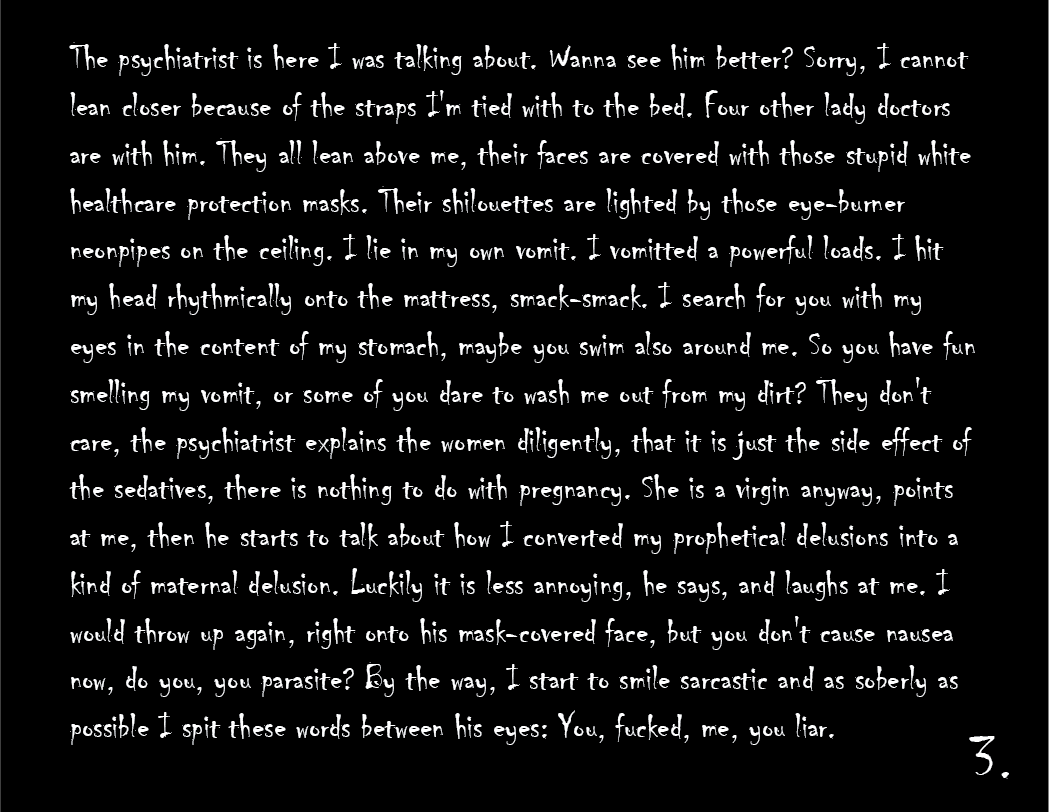 The psychiatrist is here I was talking about. Wanna see him better? Sorry, I cannot
lean closer because of the straps I'm tied with to the bed. Four other lady doctors
are with him. They all lean above me, their faces are covered with those stupid white
healthcare protection masks. Their shilouettes are lighted by those eye-burner
neonpipes on the ceiling. I lie in my own vomit. I vomitted a powerful loads. I hit
my head rhythmically onto the mattress, smack-smack. I search for you with my
eyes in the content of my stomach, maybe you swim also around me. So you have fun
smelling my vomit, or some of you dare to wash me out from my dirt? They don't
care, the psychiatrist explains the women diligently, that it is just the side effect of
the sedatives, there is nothing to do with pregnancy. She is a virgin anyway, points
at me, then he starts to talk about how I converted my prophetical delusions into a
kind of maternal delusion. Luckily it is less annoying, he says, and laughs at me. I
would throw up again, right onto his mask-covered face, but you don't cause nausea
now, do you, you parasite? By the way, I start to smile sarcastic and as soberly as
possible I spit these words between his eyes: You, fucked, me, you liar.
3.